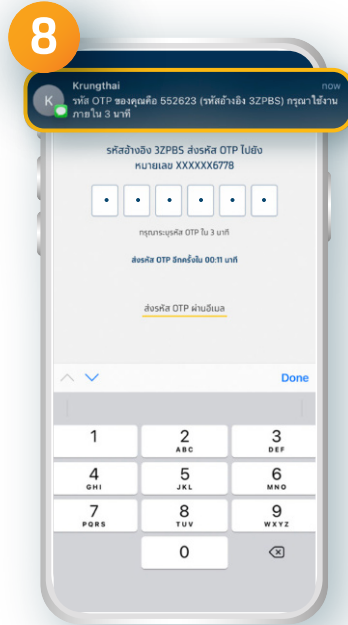 8
Krungthai now
K
รหัส OTP ของคุณคือ 552623 (รหัสอ้างอิง 3ZPBS) กรุณาใช้งาน
ภายใน 3 นาที
รหัสอ้างอิง 3ZPBS ส่งรหัส OTP ไปยัง
หมายเลข XXXXXX6778
กรุณาระบุรหัส OTP ใน 3 นาที
ส่งรหัส OTP อีกครั้งใน 00:11 นาที
ส่งรหัส OTP ผ่านอีเมล
Done
1 2 3
ABC DEF
4 5 6
GHI JKL MNO
7 8 9
PQRS TUV WXYZ
0